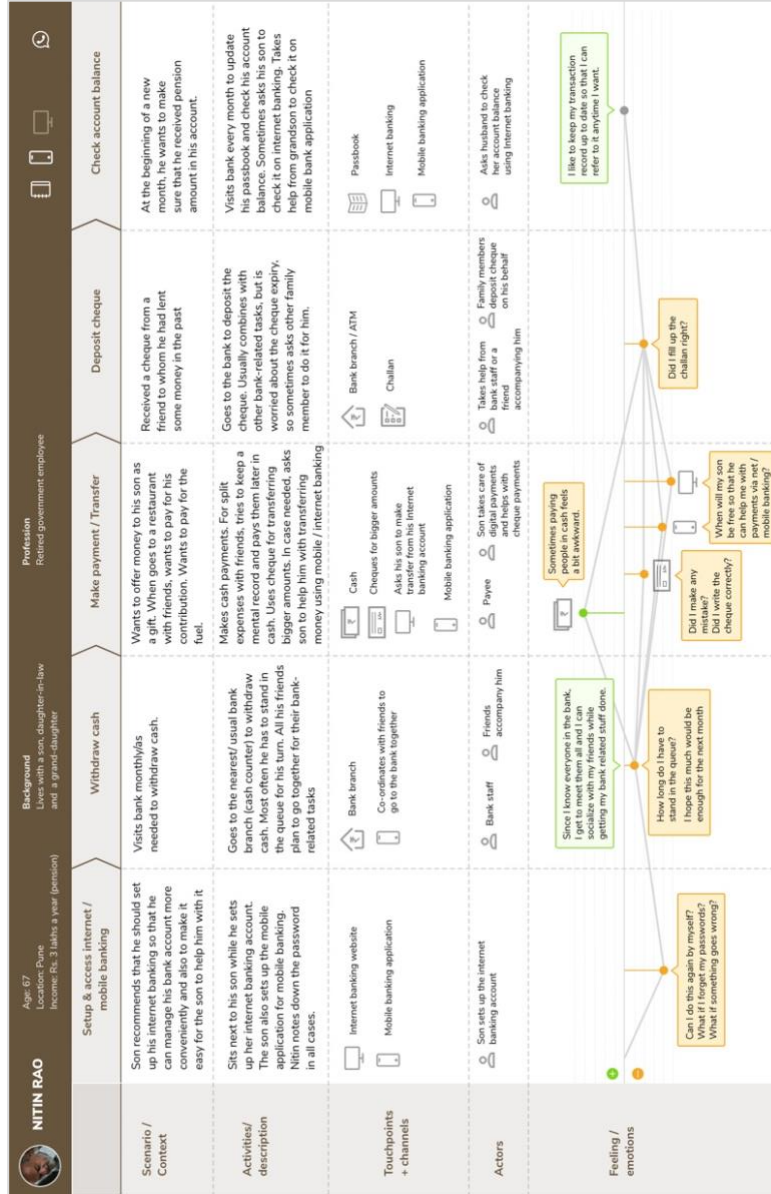 NITIN RAO
Age: 67
Location: Pune
Income: Rs. 3 lakhs a year (pension)
Background
Lives with a son, daughter-in-law
and a grand-daughter
Profession
Retired government employee
Setup & access internet /
mobile banking
Withdraw cash
Make payment / Transfer
Deposit cheque
Check account balance
Scenario /
Context
Son recommends that he should set
up his internet banking so that he
can manage his bank account more
conveniently and also to make it
easy for the son to help him with it
Visits bank monthly/as
needed to withdraw cash.
Wants to offer money to his son as
a gift. When goes to a restaurant
with friends, wants to pay for his
contribution. Wants to pay for the
fuel.
Received a cheque from a
friend to whom he had lent
some money in the past
At the beginning of a new
month, he wants to make
sure that he received pension
amount in his account.
Activities/
description
Sits next to his son while he sets
up her internet banking account.
The son also sets up the mobile
application for mobile banking.
Nitin notes down the password
in all cases.
Goes to the nearest/ usual bank
branch (cash counter) to withdraw
cash. Most often he has to stand in
the queue for his turn. All his friends
plan to go together for their bank-
related tasks
Makes cash payments. For split
expenses with friends, tries to keep a
mental record and pays them later in
cash. Uses cheque for transferring
bigger amounts. In case needed, asks
son to help him with transferring
money using mobile / internet banking
Goes to the bank to deposit the
cheque. Usually combines with
other bank-related tasks, but is
worried about the cheque expiry,
so sometimes asks other family
member to do it for him.
Visits bank every month to update
his passbook and check his account
balance. Sometimes asks his son to
check it on internet banking. Takes
help from grandson to check it on
mobile bank application
Touchpoints
+ channels
Internet banking website
Mobile banking application
Bank branch
Co-ordinates with friends to
go to the bank together
Cash
Cheques for bigger amounts
Asks his son to make
transfer from his Internet
banking account
Mobile banking application
Bank branch / ATM
Challan
Passbook
Internet banking
Mobile banking application
Actors
Son sets up the internet
banking account
Bank staff
Friends
accompany him
Payee
Son takes care of
digital payments
and helps with
cheque payments
Takes help from
bank staff or a
friend
accompanying him
Family members
deposit cheque
on his behalf
Asks husband to check
her account balance
using Internet banking
Feeling /
emotions
+
-
Can I do this again by myself?
What if I forget my passwords?
What if something goes wrong?
Since I know everyone in the bank,
I get to meet them all and I can
socialize with my friends while
getting my bank related stuff done.
How long do I have to
stand in the queue?
I hope this much would be
enough for the next month
Sometimes paying
people in cash feels
a bit awkward.
Did I make any
mistake?
Did I write the
cheque correctly?
When will my son
be free so that he
can help me with
payments via net /
mobile banking?
Did I fill up the
challan right?
I like to keep my transaction
record up to date so that I can
refer to it anytime I want.